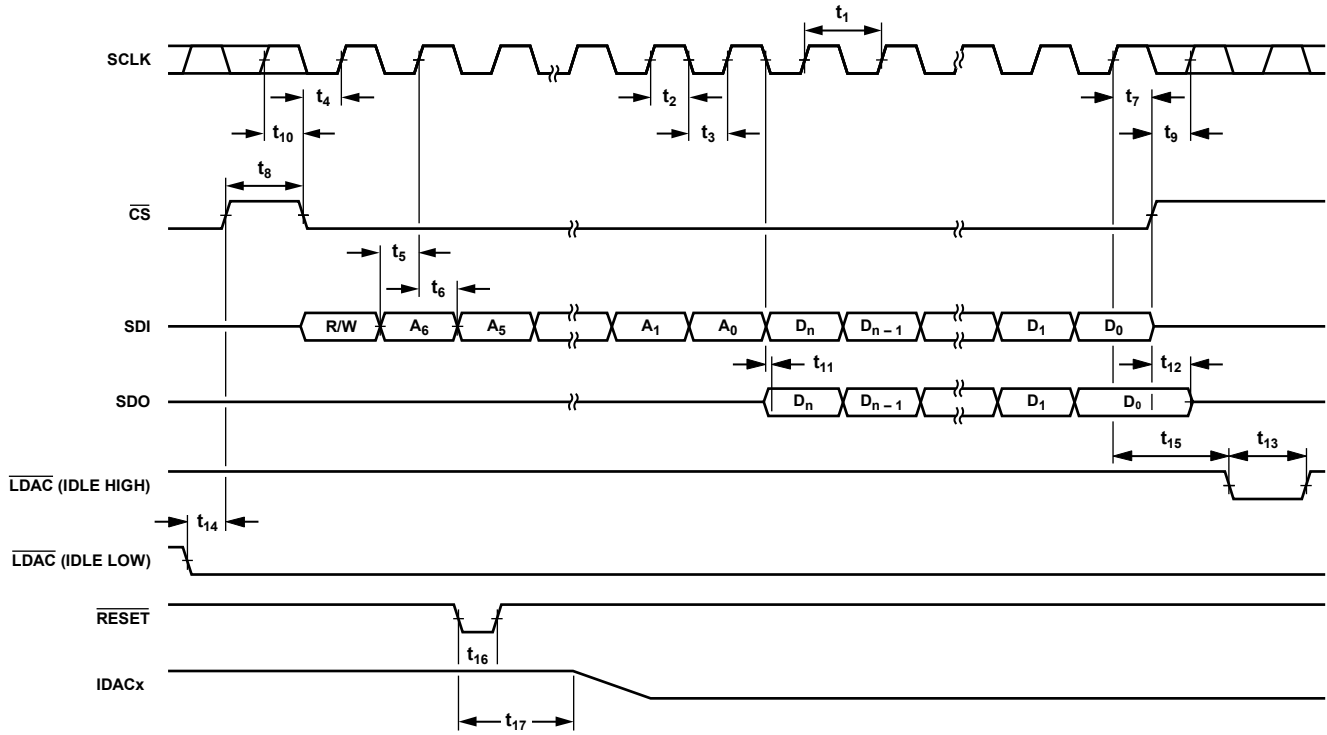 t1
SCLK
t4
t2
t7
t10
t3
t9
t8
CS
t5
t6
SDI
R/W
A6
A5
A1
A0
Dn
Dn – 1
D1
D0
t11
t12
SDO
Dn
Dn – 1
D1
D0
t15
t13
LDAC (IDLE HIGH)
t14
LDAC (IDLE LOW)
RESET
t16
IDACx
t17